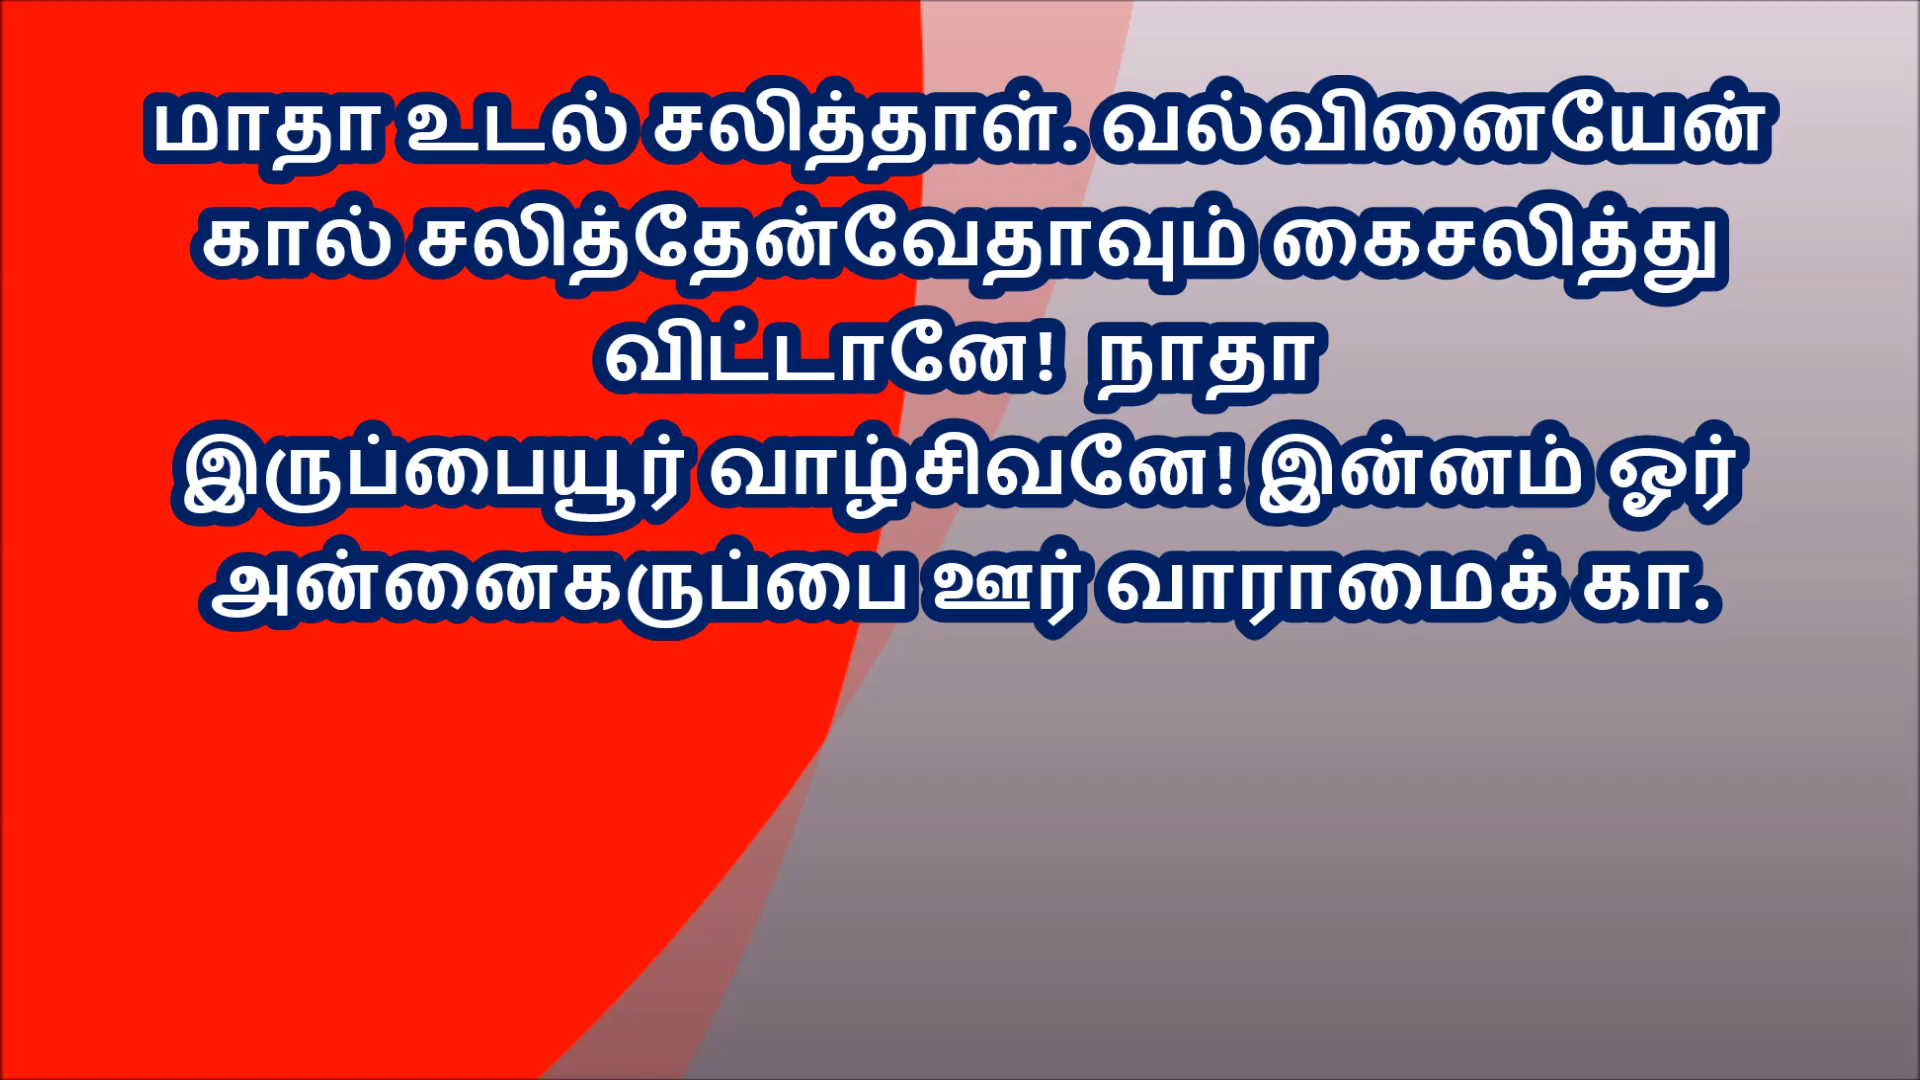 மாதா உடல் சலித்தாள். வல்வினையேன்
கால் சலித்தேன்வேதாவும் கைசலித்து
விட்டானே! நாதா
இருப்பையூர் வாழ்சிவனே! இன்னம் ஓர்
அன்னைகருப்பை ஊர் வாராமைக் கா.